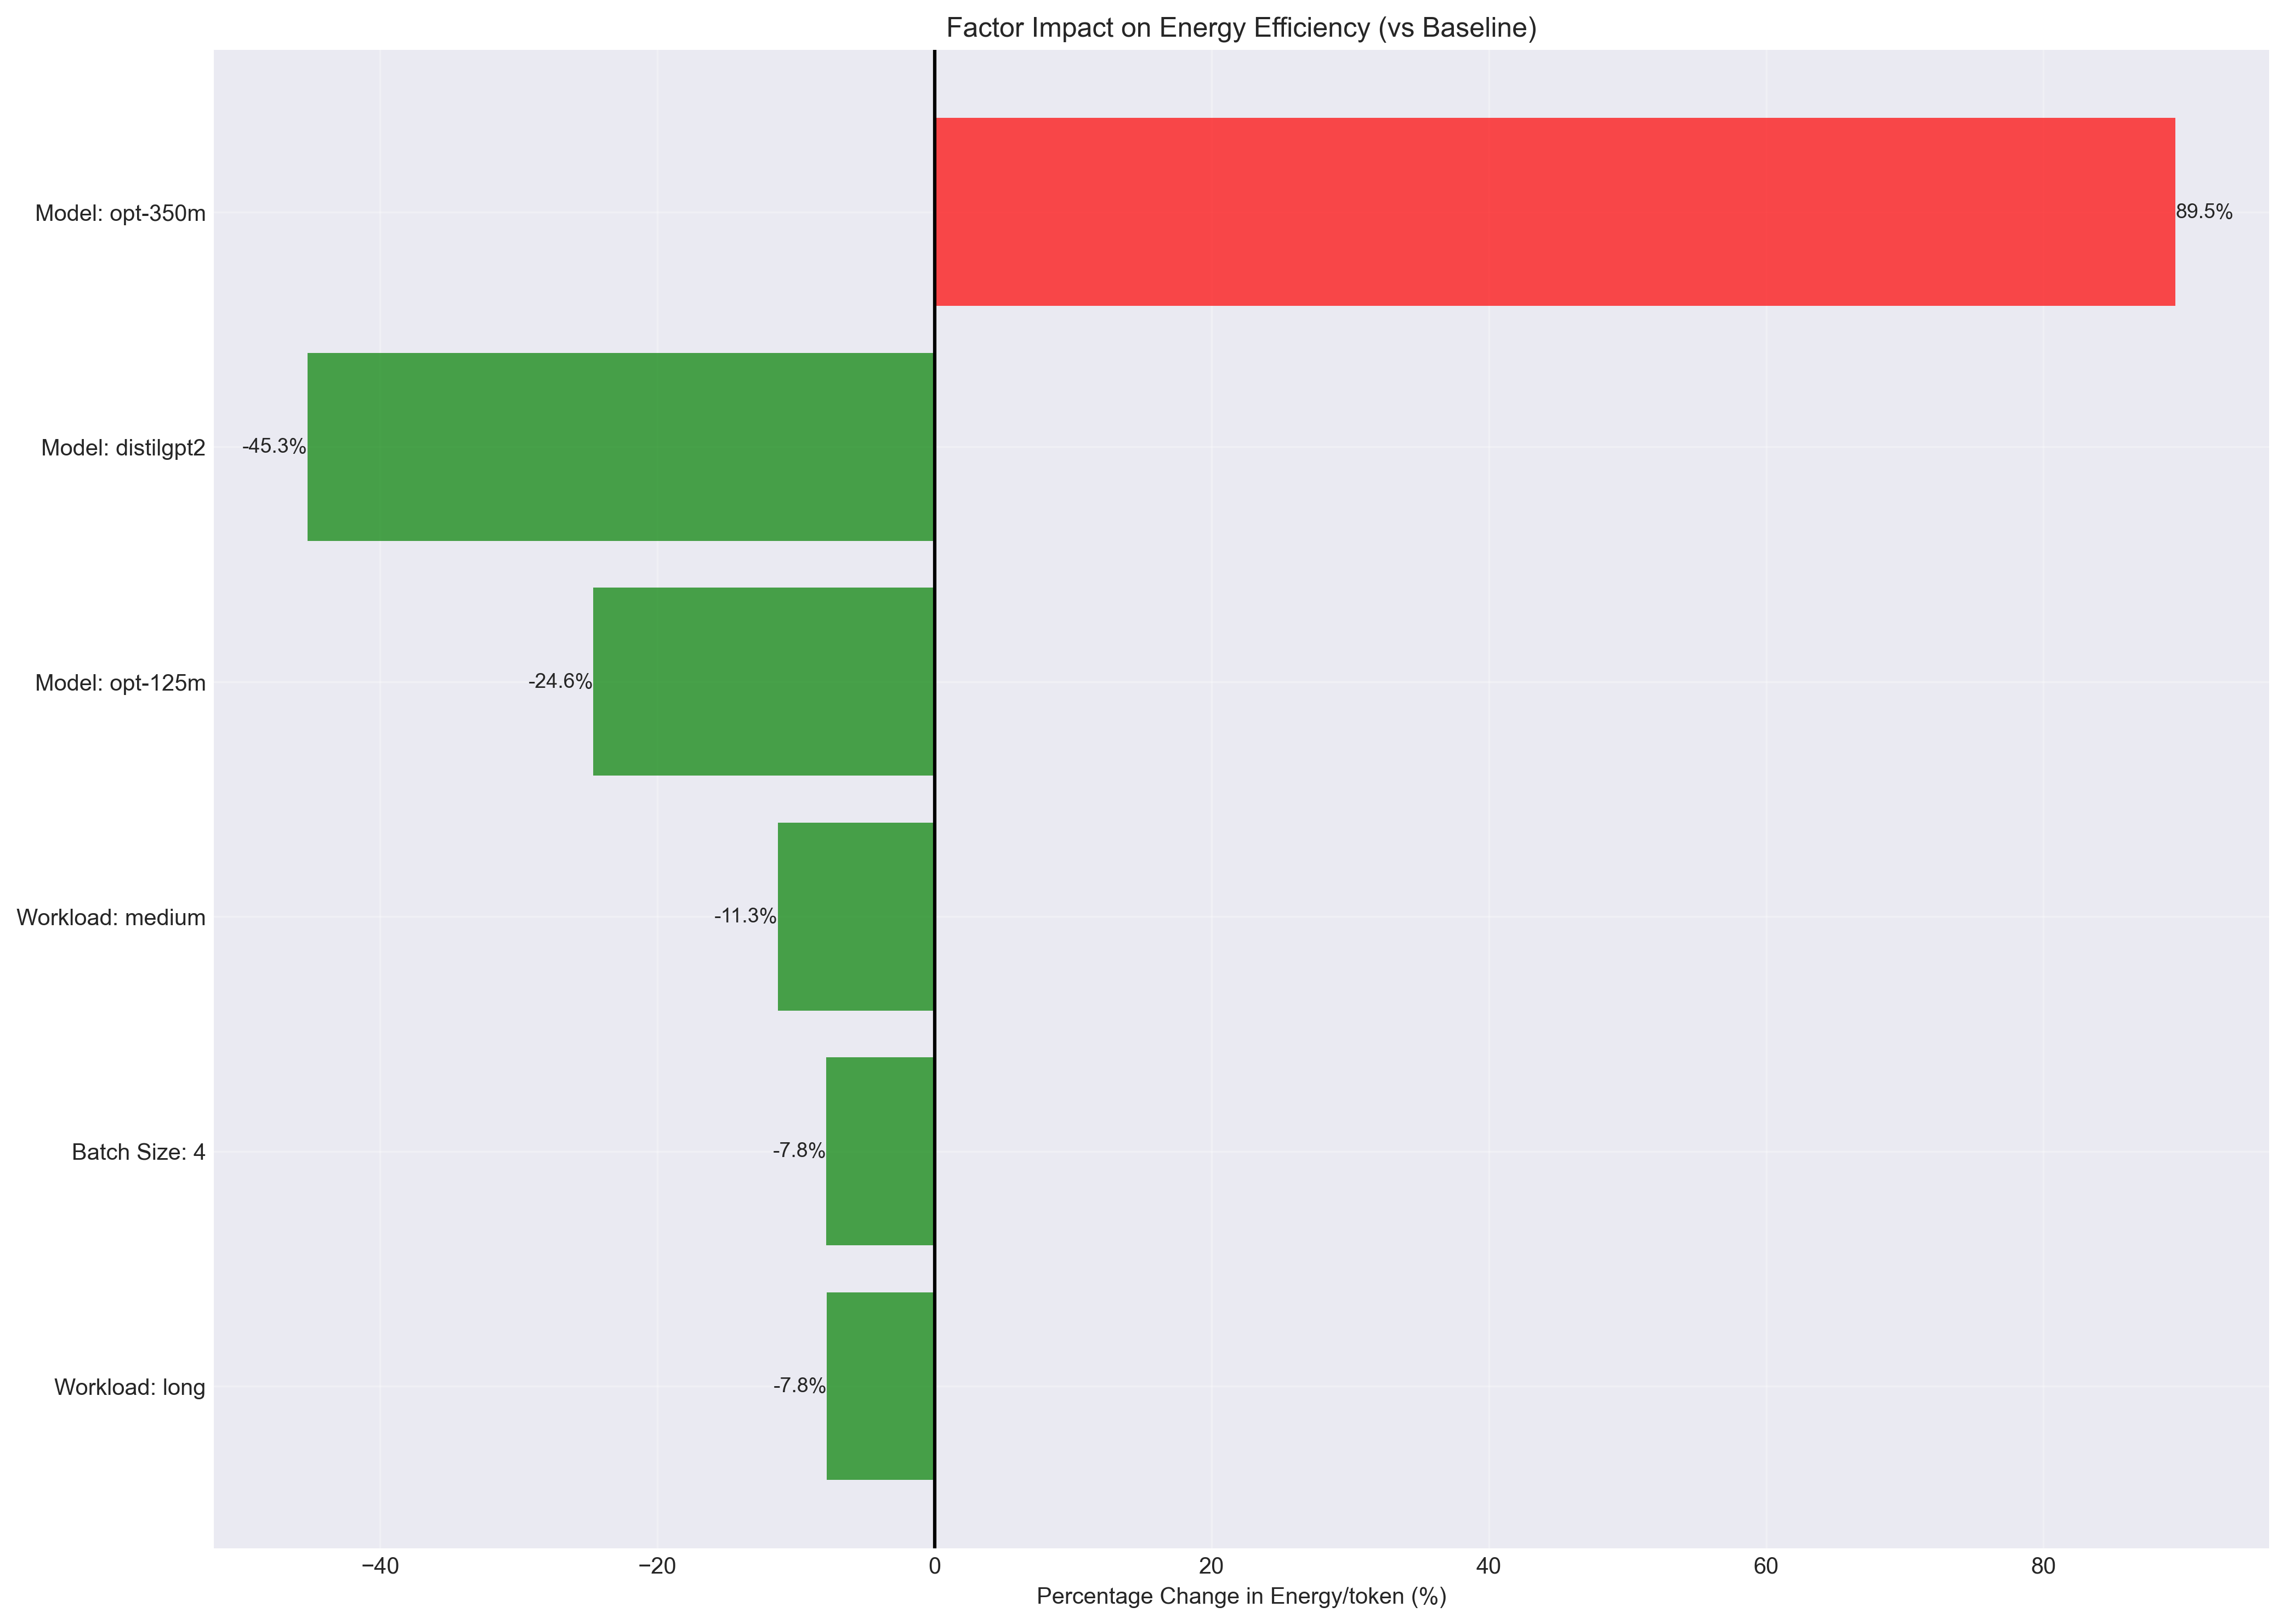 Factor Impact on Energy Efficiency (vs Baseline)
Model: opt-350m
89.5%
Model: distilgpt2
-45.3%
Model: opt-125m
-24.6%
Workload: medium
-11.3%
Batch Size: 4
-7.8%
Workload: long
-7.8%
−40 −20 0 20 40 60 80
Percentage Change in Energy/token (%)